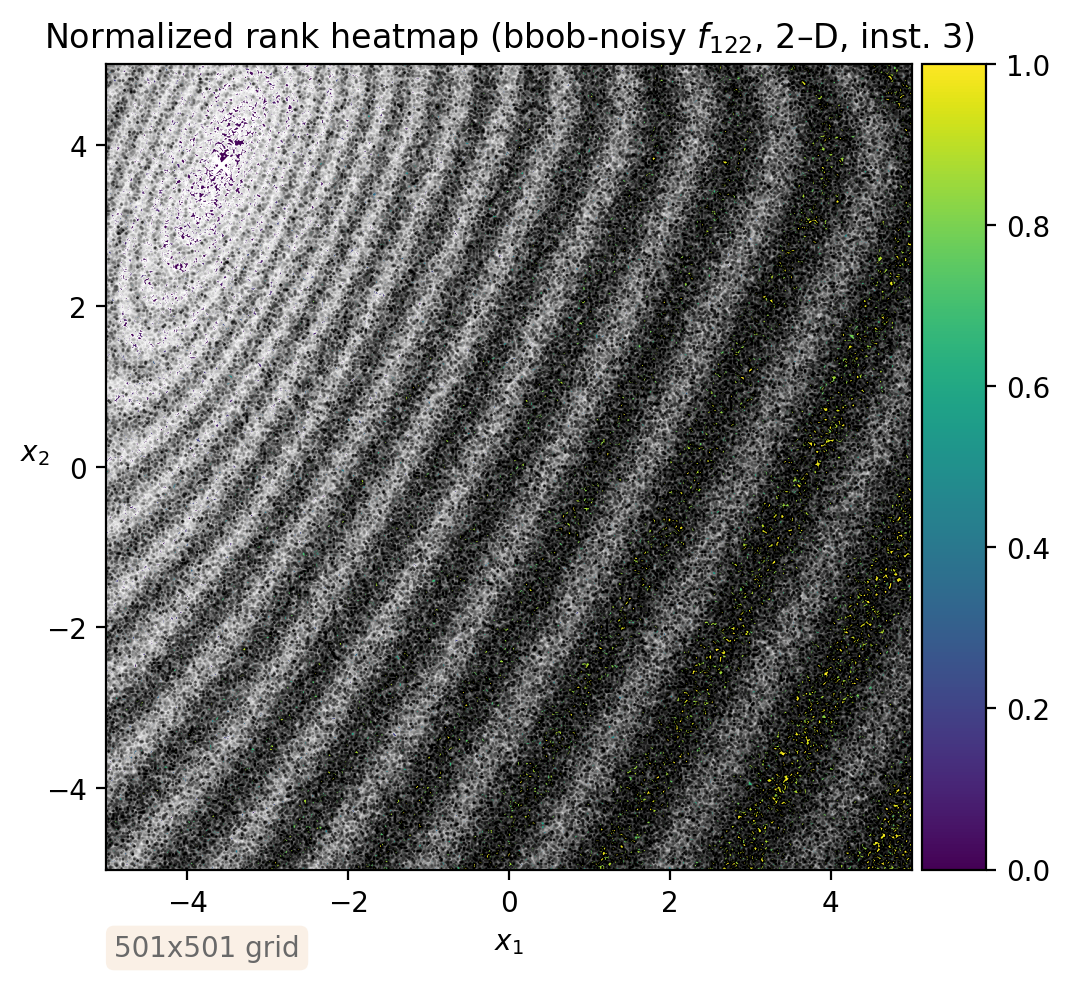 Normalized rank heatmap (bbob-noisy f122, 2–D, inst. 3)
1.0
0.8
0.6
0.4
0.2
0.0
4
2
0
−2
−4
x2
−4 −2 0 2 4
x1
501x501 grid